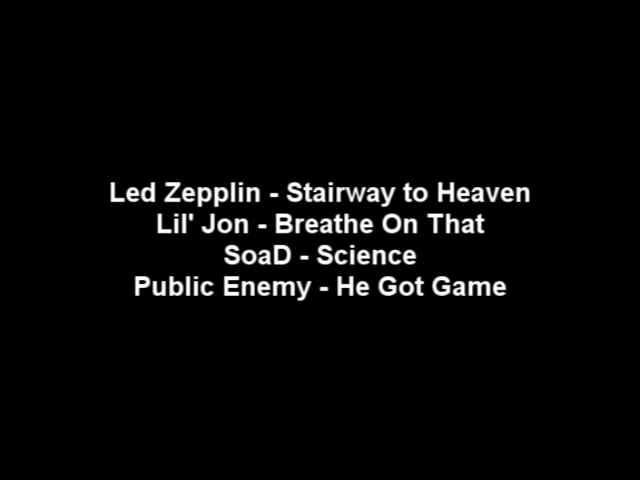 Led Zepplin - Stairway to Heaven
Lil' Jon - Breathe On That
SoaD - Science
Public Enemy - He Got Game